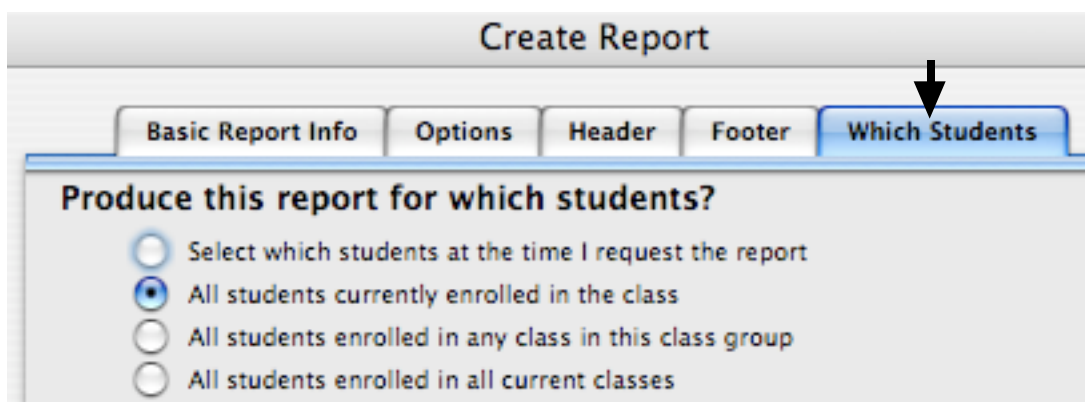 Create Report
Basic Report Info Options Header Footer Which Students
Produce this report for which students?
Select which students at the time I request the report
All students currently enrolled in the class
All students enrolled in any class in this class group
All students enrolled in all current classes